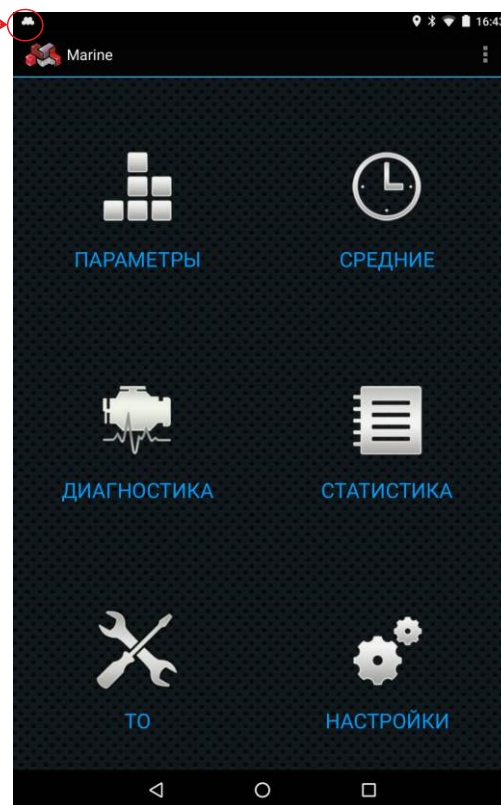 16:43
Marine
ПАРАМЕТРЫ
СРЕДНИЕ
ДИАГНОСТИКА
СТАТИСТИКА
ТО
НАСТРОЙКИ